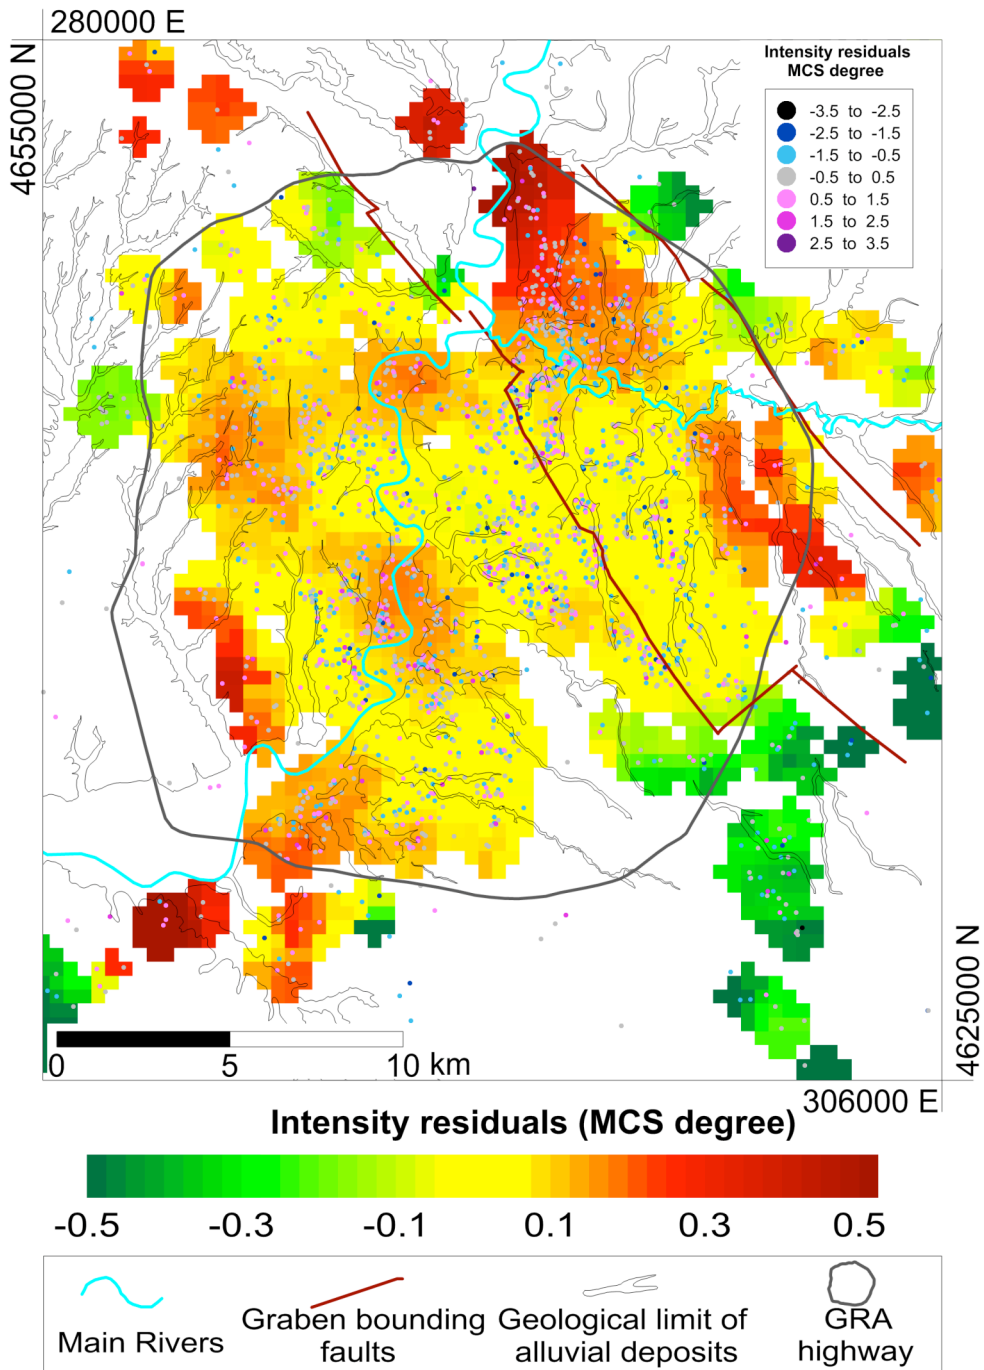 280000 E
4655000 N
Intensity residuals
MCS degree
-3.5 to -2.5
-2.5 to -1.5
-1.5 to -0.5
-0.5 to 0.5
0.5 to 1.5
1.5 to 2.5
2.5 to 3.5
4625000 N
0 5 10 km
306000 E
Intensity residuals (MCS degree)
-0.5 -0.3 -0.1 0.1 0.3 0.5
Main Rivers
Graben bounding
faults
Geological limit of
alluvial deposits
GRA
highway